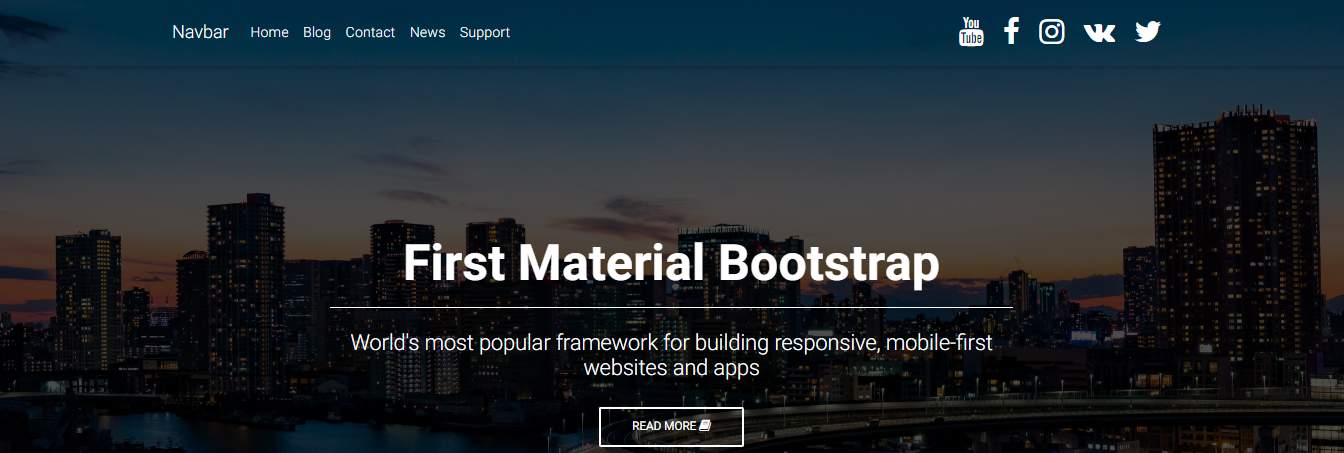 Navbar Home Blog Contact News Support You Tube
First Material Bootstrap
World's most popular framework for building responsive, mobile-first
websites and apps
READ MORE